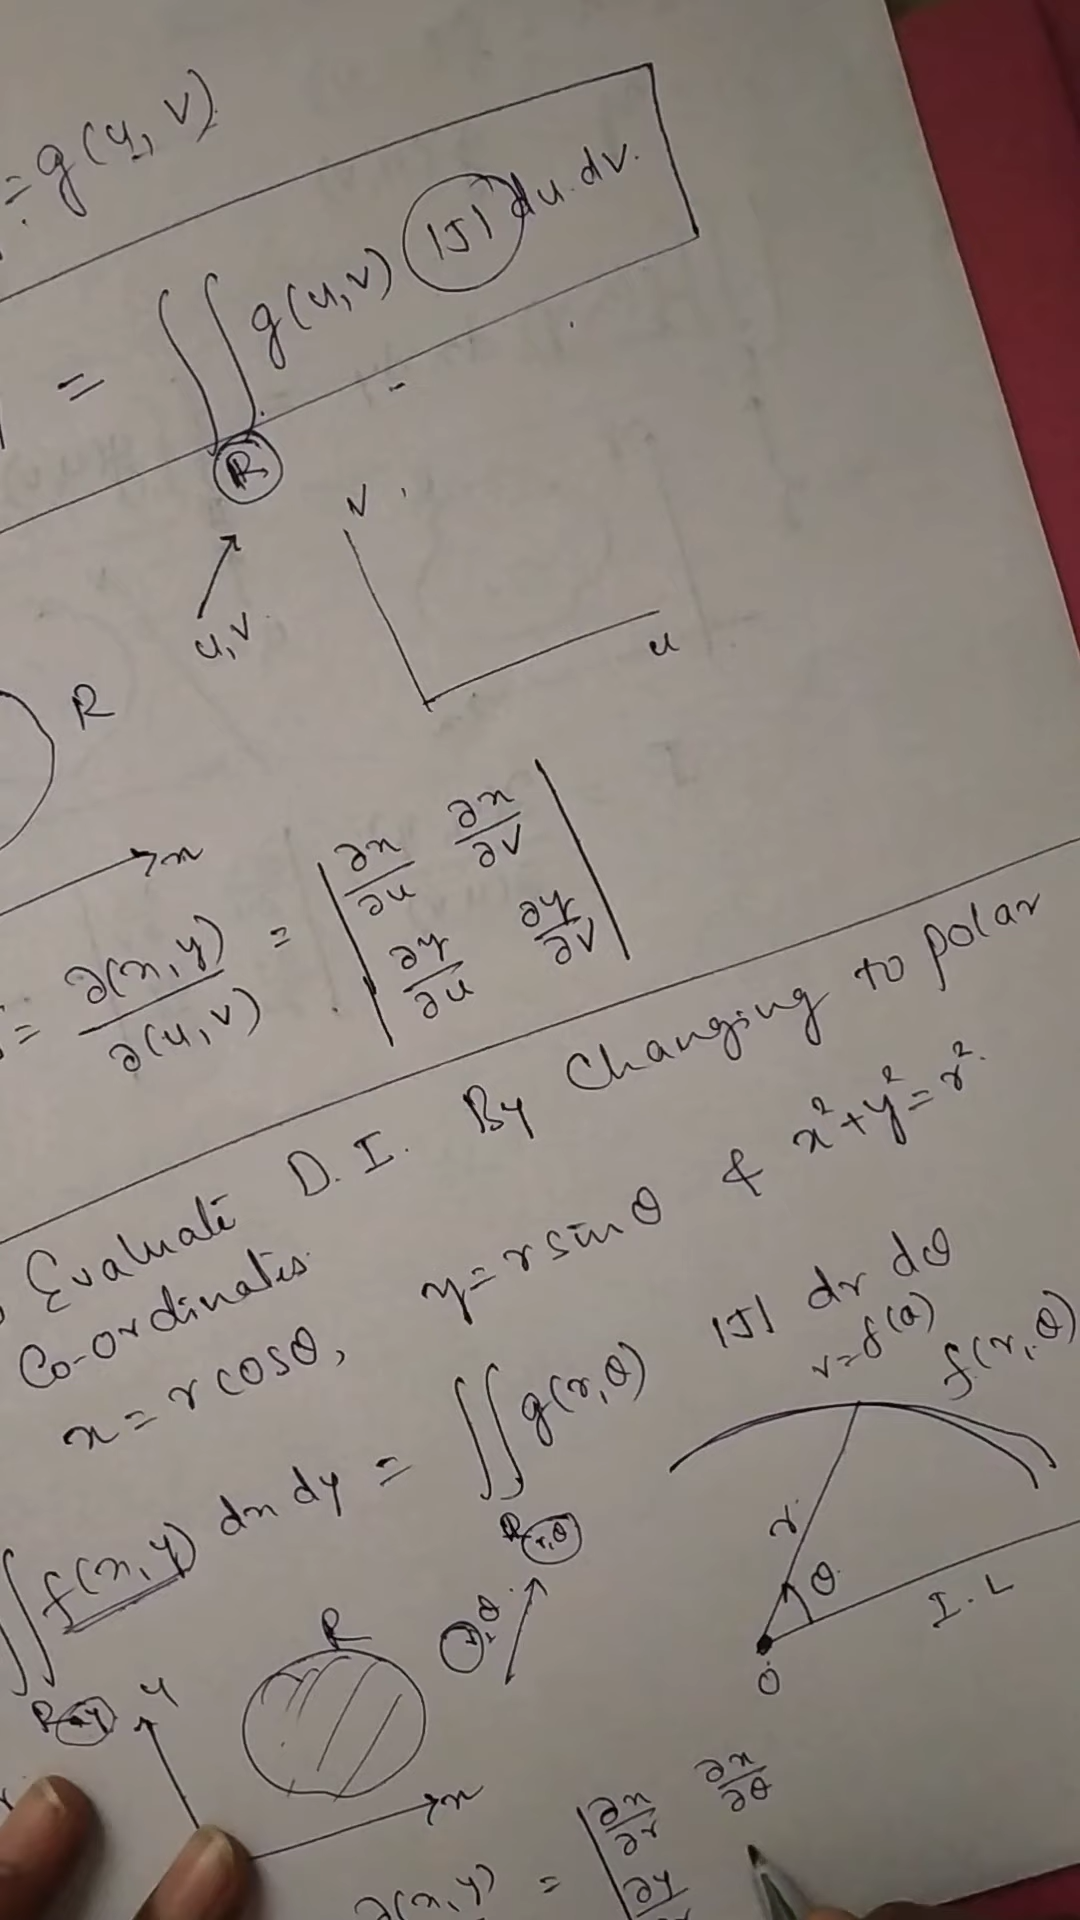 = g(u, v)
= ∬ g(u,v) |J| du.dv.
R
u,v
v
u
R
x
= ∂(x,y)/∂(u,v) = | ∂x/∂u ∂x/∂v |
| ∂y/∂u ∂y/∂v |
Evaluate D.I. By Changing to polar
Co-ordinates.
x = r cosθ, y = r sinθ & x²+y²=r².
∬ f(x,y) dx dy = ∬ g(r,θ) |J| dr dθ
R(x,y) R(r,θ)
r=f(θ)
f(r,θ)
r
θ
I.L
O
y
R
r,θ
x
∂(x,y) = | ∂x/∂r ∂x/∂θ
| ∂y